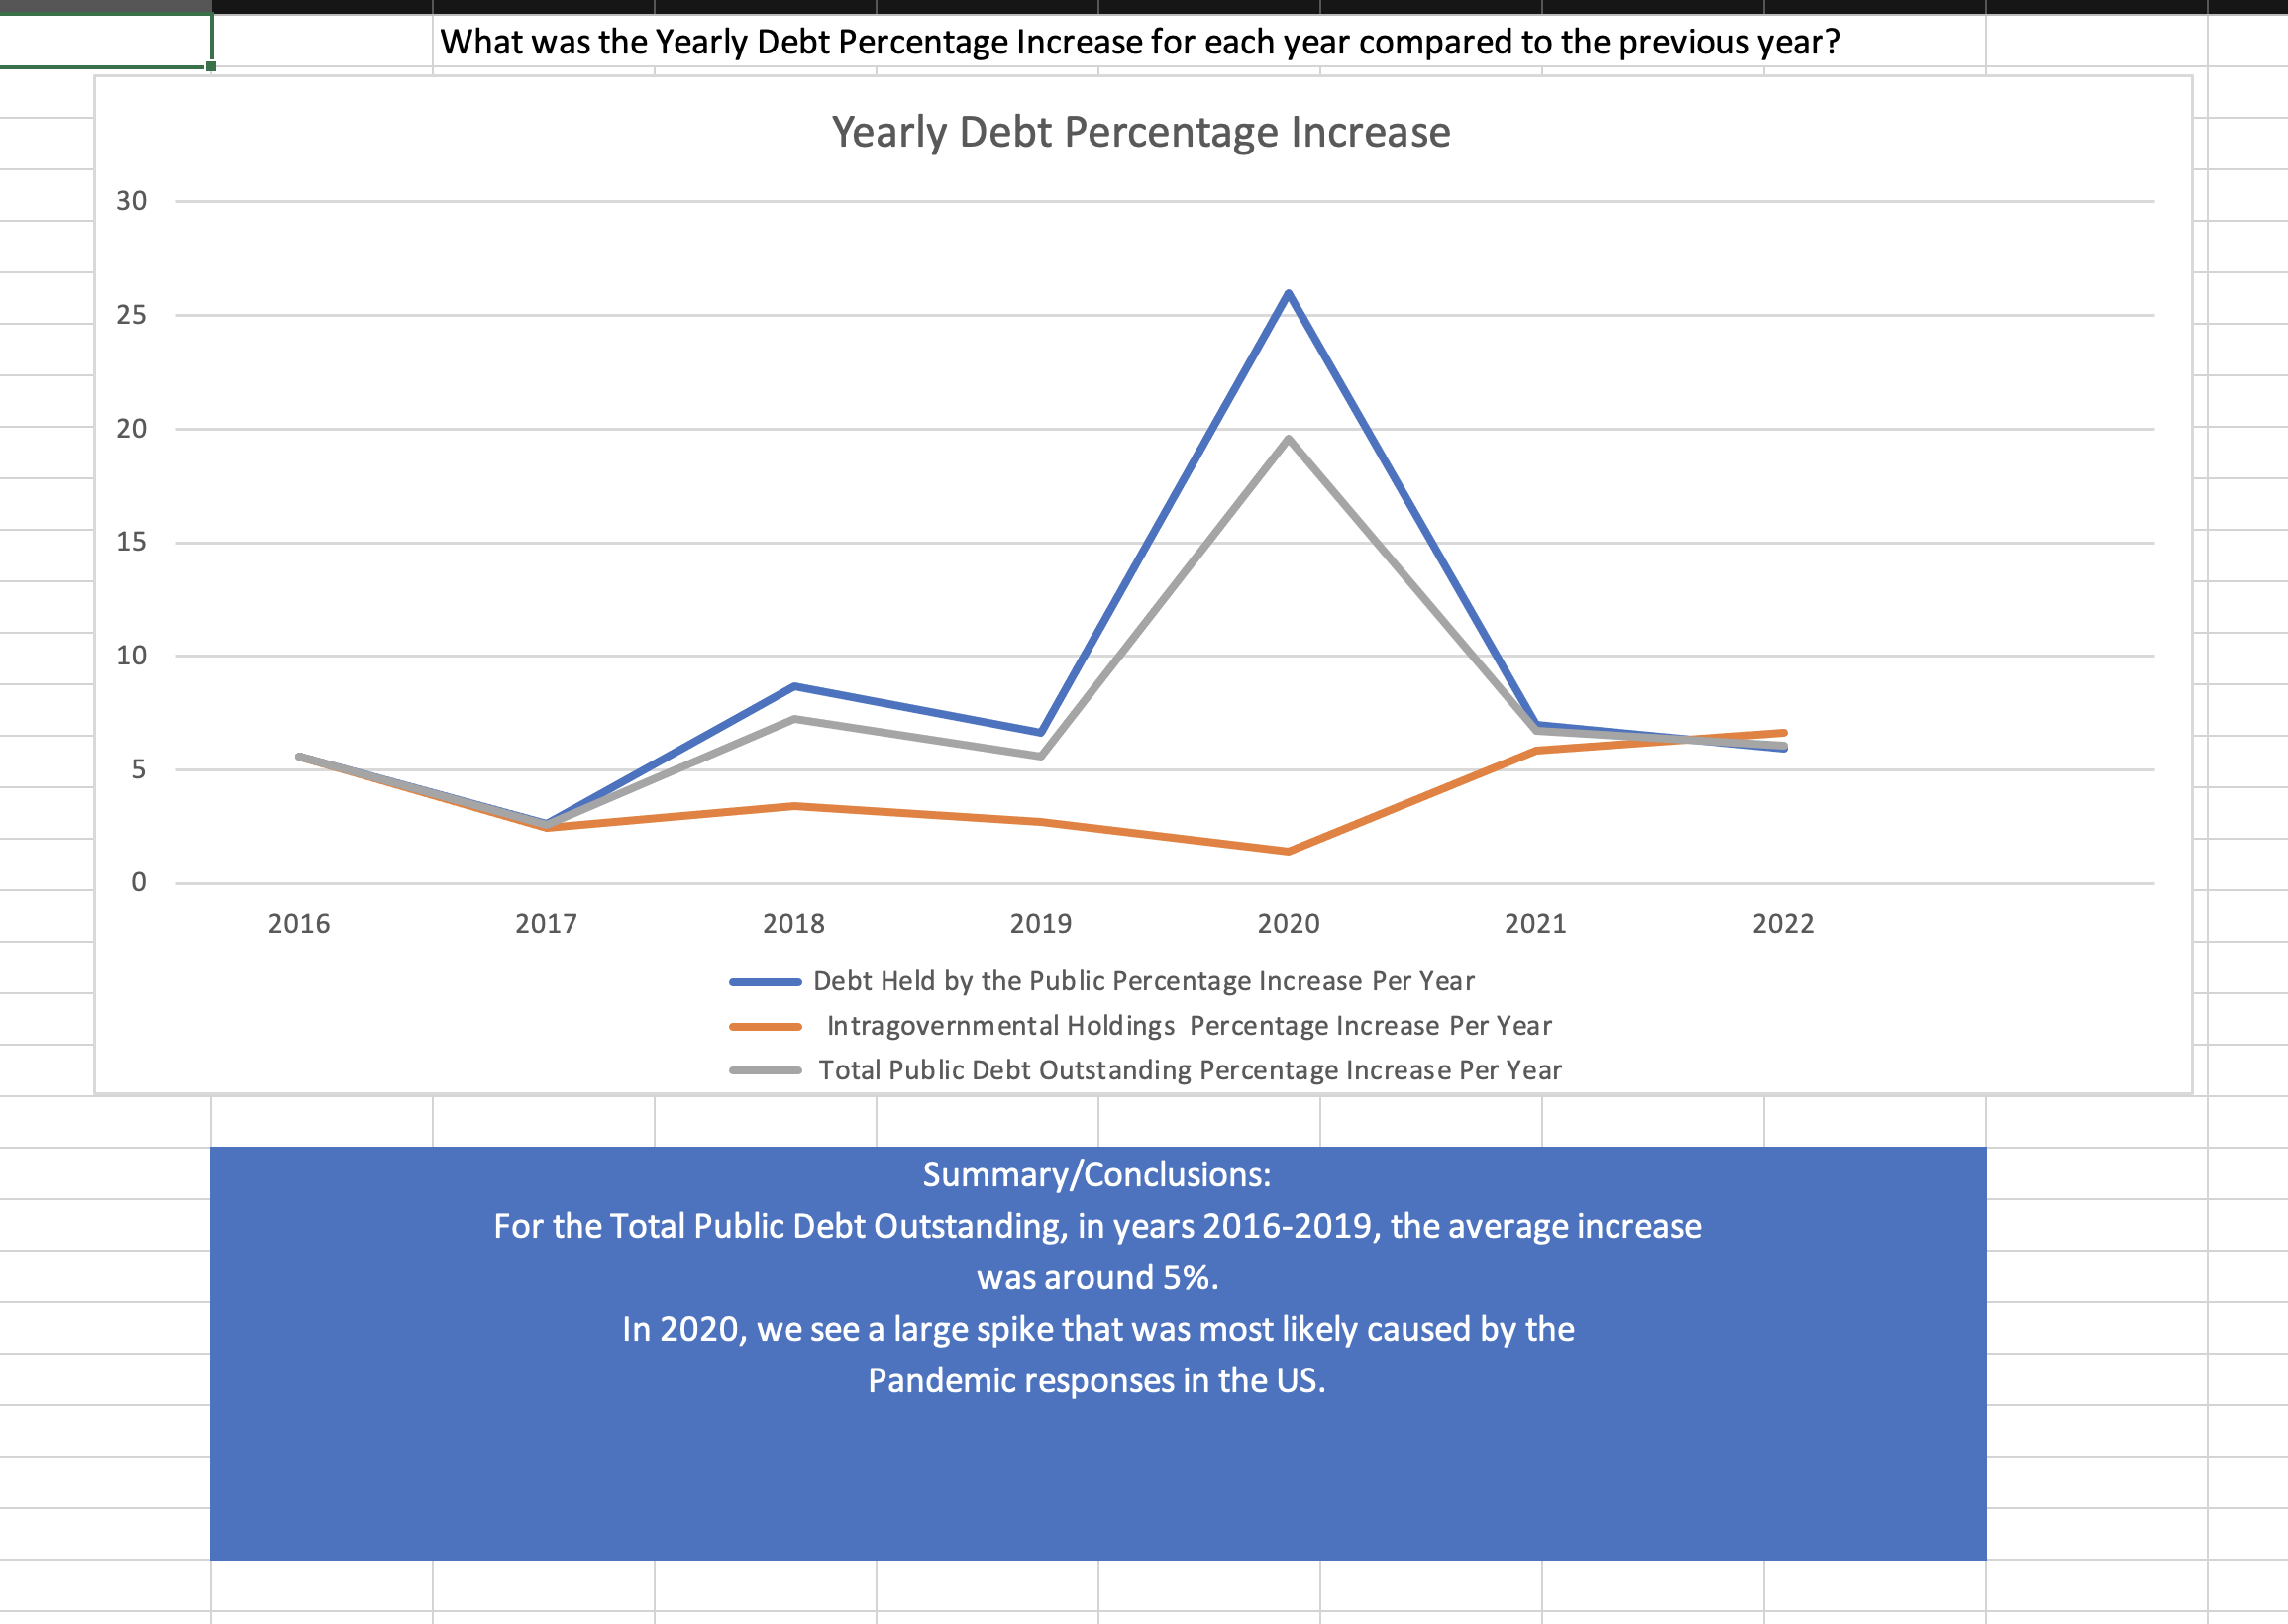 What was the Yearly Debt Percentage Increase for each year compared to the previous year?
Yearly Debt Percentage Increase
30
25
20
15
10
5
0
2016 2017 2018 2019 2020 2021 2022
Debt Held by the Public Percentage Increase Per Year
Intragovernmental Holdings  Percentage Increase Per Year
Total Public Debt Outstanding Percentage Increase Per Year
Summary/Conclusions:
For the Total Public Debt Outstanding, in years 2016-2019, the average increase
was around 5%.
In 2020, we see a large spike that was most likely caused by the
Pandemic responses in the US.